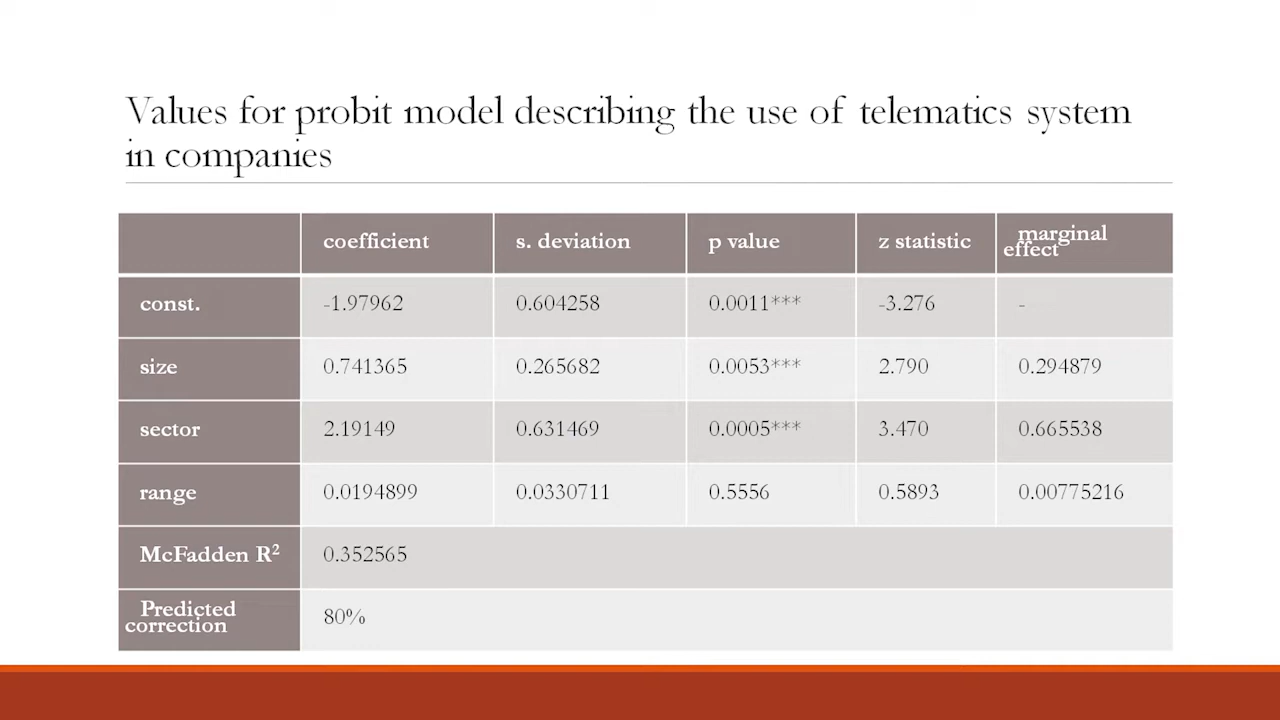 Values for probit model describing the use of telematics system
in companies
coefficient s. deviation p value z statistic marginal effect
const. -1.97962 0.604258 0.0011*** -3.276 -
size 0.741365 0.265682 0.0053*** 2.790 0.294879
sector 2.19149 0.631469 0.0005*** 3.470 0.665538
range 0.0194899 0.0330711 0.5556 0.5893 0.00775216
McFadden R² 0.352565
Predicted correction 80%